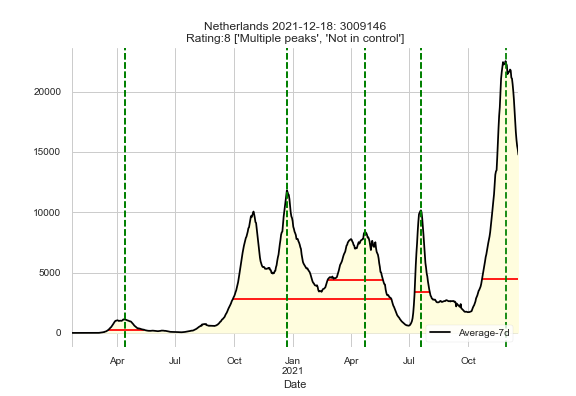 Netherlands 2021-12-18: 3009146
Rating:8 ['Multiple peaks', 'Not in control']
20000
15000
10000
5000
0
Average-7d
Apr Jul Oct Jan Apr Jul Oct
2021
Date